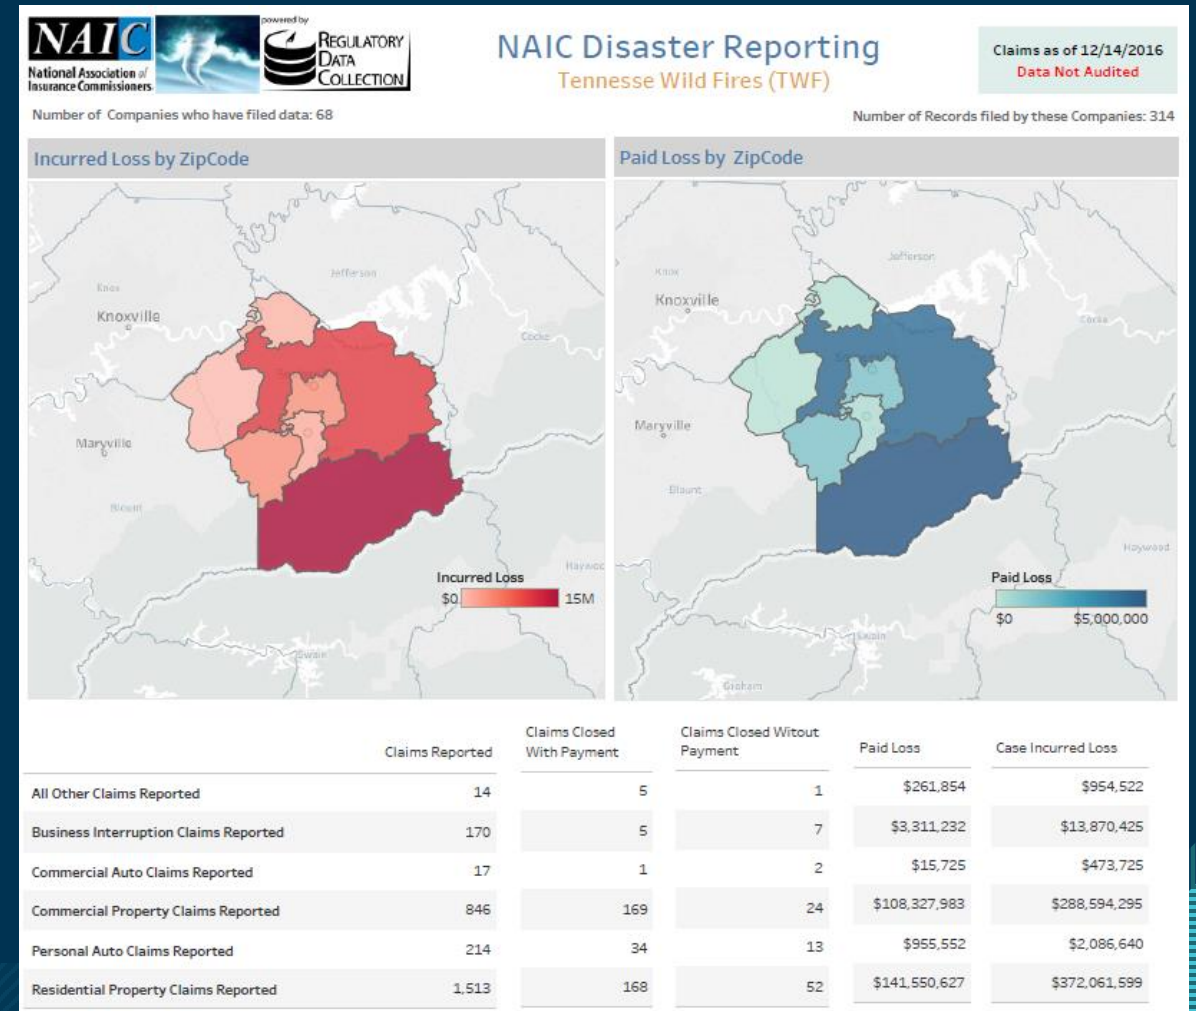 NAIC
National Association of
Insurance Commissioners
powered by
REGULATORY
DATA
COLLECTION
NAIC Disaster Reporting
Tennesse Wild Fires (TWF)
Claims as of 12/14/2016
Data Not Audited
Number of Companies who have filed data: 68
Number of Records filed by these Companies: 314
Incurred Loss by ZipCode
Jefferson
Knox
Knoxville
Cocke
Maryville
Blount
Haywood
Incurred Loss
$0
15M
Swain
Paid Loss by ZipCode
Jefferson
Knox
Knoxville
Cocke
Maryville
Blount
Haywood
Paid Loss
$0
$5,000,000
Swain
Graham
Claims Reported
Claims Closed
With Payment
Claims Closed Witout
Payment
Paid Loss
Case Incurred Loss
All Other Claims Reported 14 5 1 $261,854 $954,522
Business Interruption Claims Reported 170 5 7 $3,311,232 $13,870,425
Commercial Auto Claims Reported 17 1 2 $15,725 $473,725
Commercial Property Claims Reported 846 169 24 $108,327,983 $288,594,295
Personal Auto Claims Reported 214 34 13 $955,552 $2,086,640
Residential Property Claims Reported 1,513 168 52 $141,550,627 $372,061,599